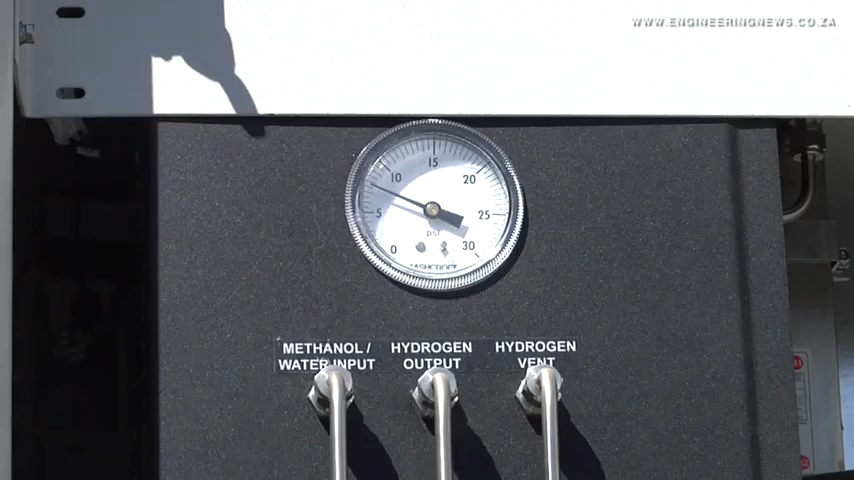 WWW.ENGINEERINGNEWS.CO.ZA
15
10
20
5
25
psi
0
30
ASHCROFT
METHANOL /
WATER INPUT
HYDROGEN
OUTPUT
HYDROGEN
VENT